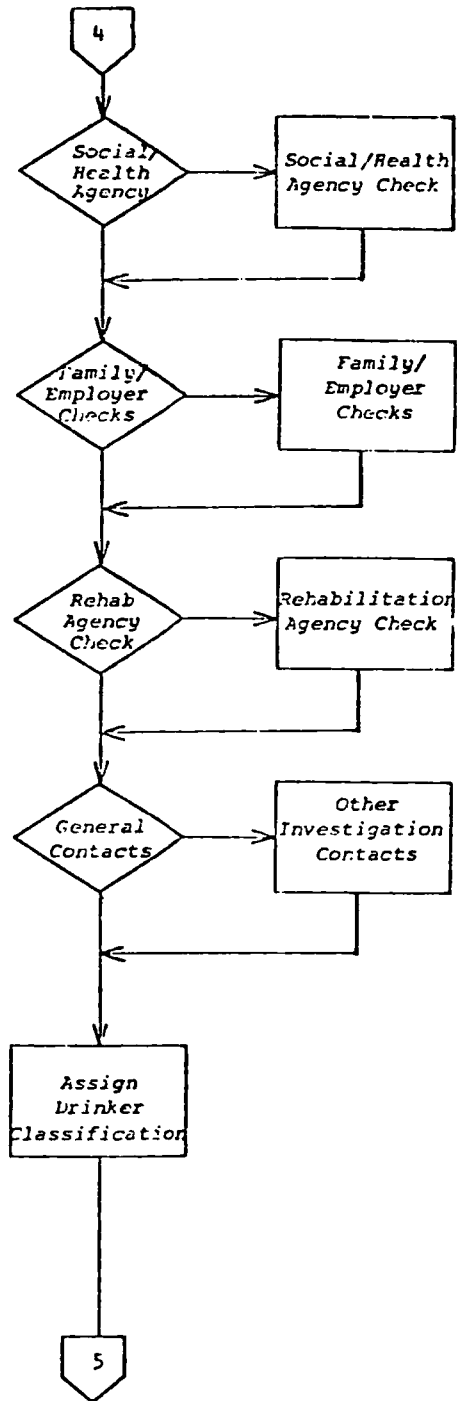 4
Social/
Health
Agency
Social/Health
Agency Check
Family/
Employer
Checks
Family/
Employer
Checks
Rehab
Agency
Check
Rehabilitation
Agency Check
General
Contacts
Other
Investigation
Contacts
Assign
Drinker
Classification
5